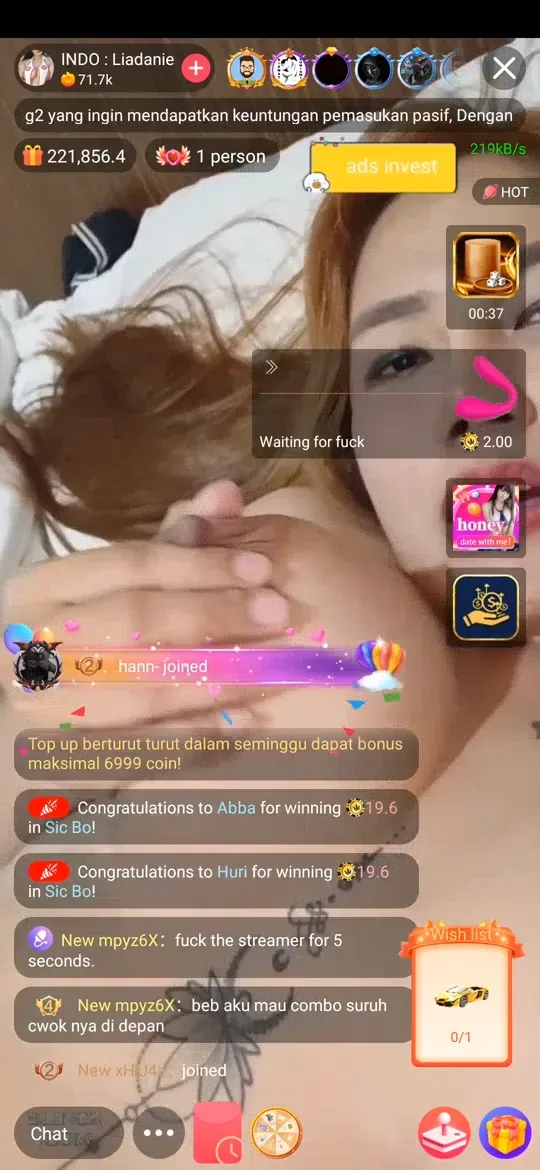 INDO : Liadanie
71.7k
g2 yang ingin mendapatkan keuntungan pemasukan pasif, Dengan
221,856.4
1 person
ads invest
219kB/s
HOT
00:37
Waiting for fuck
2.00
honey
date with me!
2 hann- joined
Top up berturut turut dalam seminggu dapat bonus
maksimal 6999 coin!
Congratulations to Abba for winning 19.6
in Sic Bo!
Congratulations to Huri for winning 19.6
in Sic Bo!
New mpyz6X: fuck the streamer for 5
seconds.
4 New mpyz6X: beb aku mau combo suruh
cwok nya di depan
Wish list
0/1
2 New xHiJ4: joined
Chat